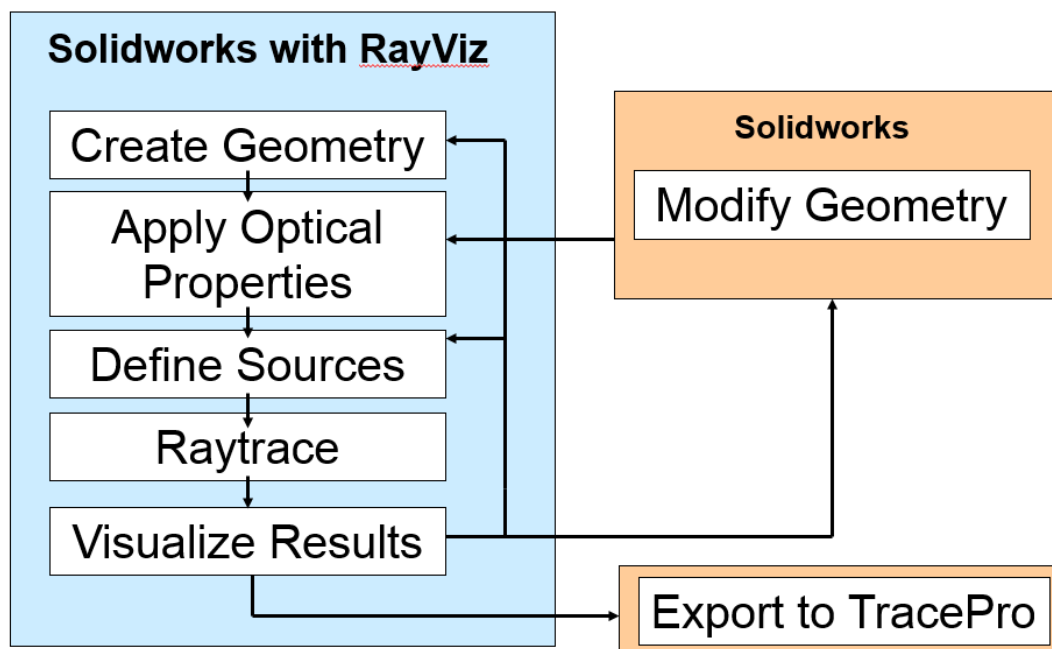 Solidworks with RayViz
Create Geometry
Apply Optical
Properties
Define Sources
Raytrace
Visualize Results
Solidworks
Modify Geometry
Export to TracePro